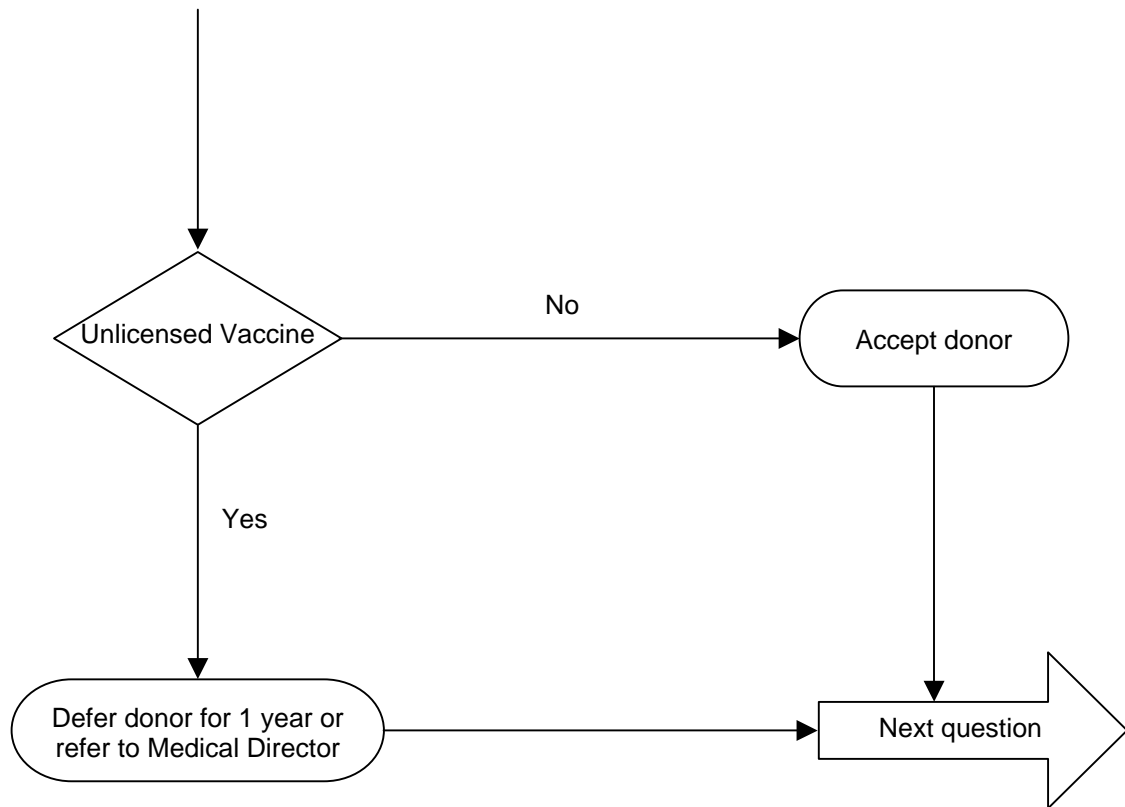 No
Unlicensed Vaccine
Accept donor
Yes
Defer donor for 1 year or
refer to Medical Director
Next question